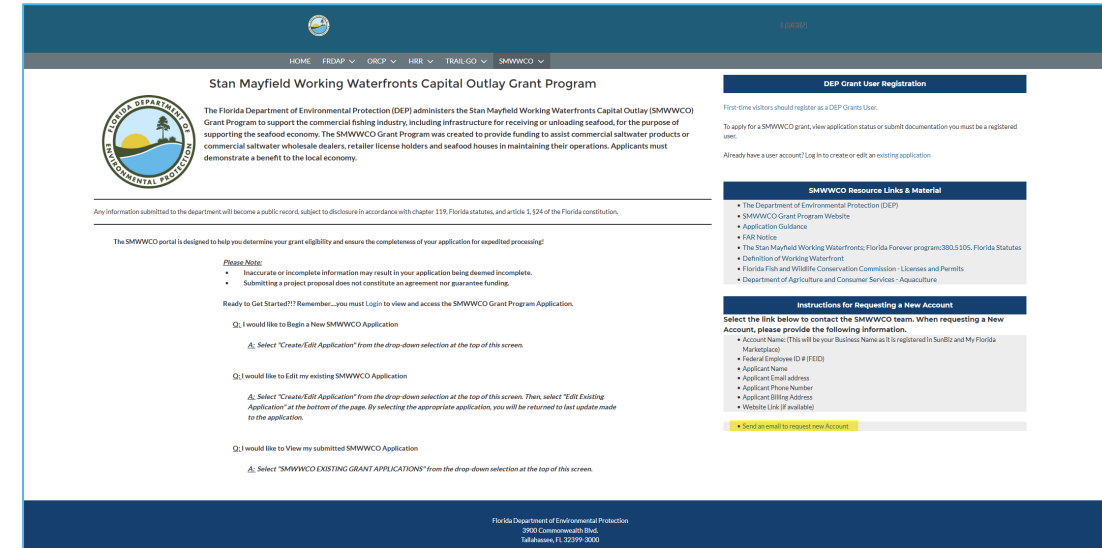 LOGIN
HOME FRDAP ORCP HRR TRAIL-GO SMWWCO
Stan Mayfield Working Waterfronts Capital Outlay Grant Program
FLORIDA DEPARTMENT OF ENVIRONMENTAL PROTECTION
The Florida Department of Environmental Protection (DEP) administers the Stan Mayfield Working Waterfronts Capital Outlay (SMWWCO)
Grant Program to support the commercial fishing industry, including infrastructure for receiving or unloading seafood, for the purpose of
supporting the seafood economy. The SMWWCO Grant Program was created to provide funding to assist commercial saltwater products or
commercial saltwater wholesale dealers, retailer license holders and seafood houses in maintaining their operations. Applicants must
demonstrate a benefit to the local economy.
Any information submitted to the department will become a public record, subject to disclosure in accordance with chapter 119, Florida statutes, and article 1, §24 of the Florida constitution.
The SMWWCO portal is designed to help you determine your grant eligibility and ensure the completeness of your application for expedited processing!
Please Note:
• Inaccurate or incomplete information may result in your application being deemed incomplete.
• Submitting a project proposal does not constitute an agreement nor guarantee funding.
Ready to Get Started?!? Remember....you must Login to view and access the SMWWCO Grant Program Application.
Q: I would like to Begin a New SMWWCO Application
A: Select "Create/Edit Application" from the drop-down selection at the top of this screen.
Q: I would like to Edit my existing SMWWCO Application
A: Select "Create/Edit Application" from the drop-down selection at the top of this screen. Then, select "Edit Existing
Application" at the bottom of the page. By selecting the appropriate application, you will be returned to last update made
to the application.
Q: I would like to View my submitted SMWWCO Application
A: Select "SMWWCO EXISTING GRANT APPLICATIONS" from the drop-down selection at the top of this screen.
DEP Grant User Registration
First-time visitors should register as a DEP Grants User.
To apply for a SMWWCO grant, view application status or submit documentation you must be a registered
user.
Already have a user account? Log in to create or edit an existing application
SMWWCO Resource Links & Material
• The Department of Environmental Protection (DEP)
• SMWWCO Grant Program Website
• Application Guidance
• FAR Notice
• The Stan Mayfield Working Waterfronts; Florida Forever program:380.5105. Florida Statutes
• Definition of Working Waterfront
• Florida Fish and Wildlife Conservation Commission - Licenses and Permits
• Department of Agriculture and Consumer Services - Aquaculture
Instructions for Requesting a New Account
Select the link below to contact the SMWWCO team. When requesting a New
Account, please provide the following information.
• Account Name: (This will be your Business Name as it is registered in SunBiz and My Florida
Marketplace)
• Federal Employee ID # (FEID)
• Applicant Name
• Applicant Email address
• Applicant Phone Number
• Applicant Billing Address
• Website Link (if available)
• Send an email to request new Account
Florida Department of Environmental Protection
3900 Commonwealth Blvd.
Tallahassee, FL 32399-3000